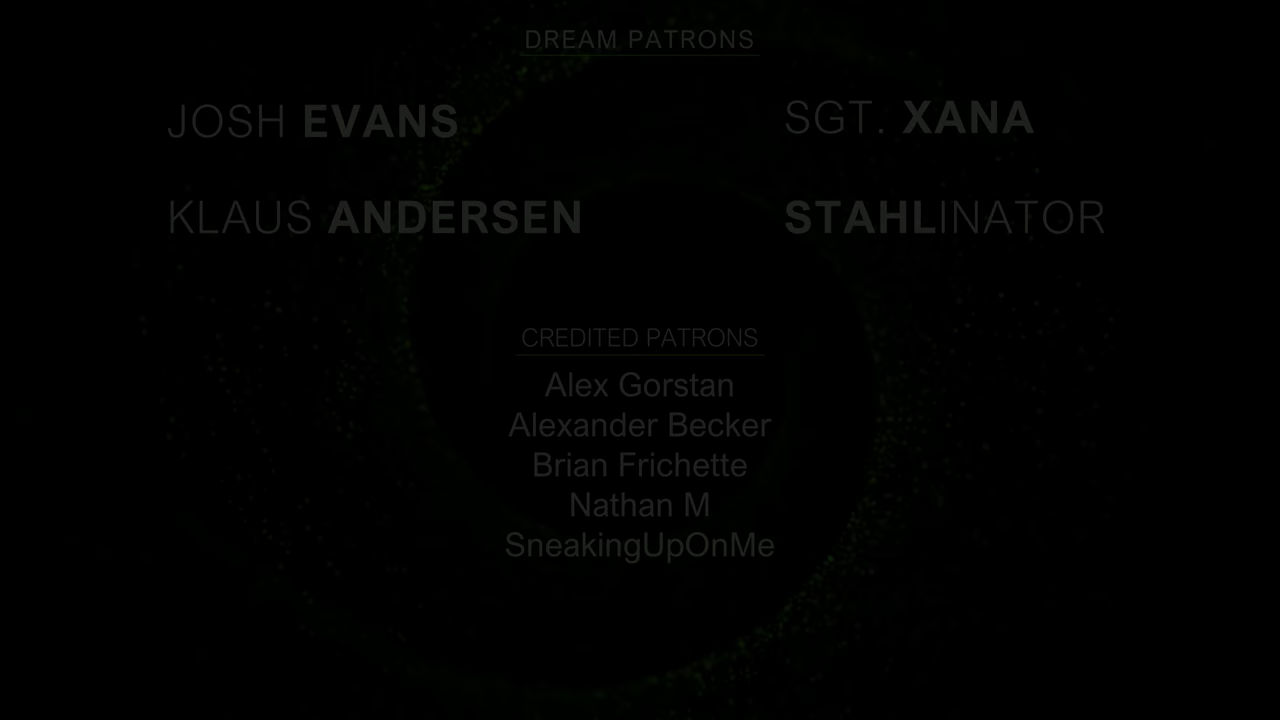 DREAM PATRONS
JOSH EVANS
SGT. XANA
KLAUS ANDERSEN
STAHLINATOR
CREDITED PATRONS
Alex Gorstan
Alexander Becker
Brian Frichette
Nathan M
SneakingUpOnMe